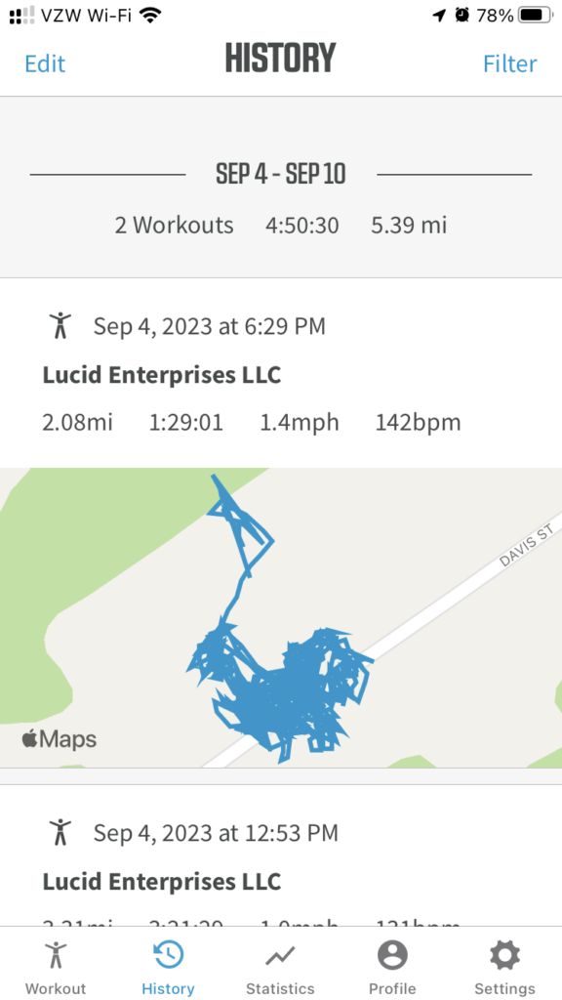 VZW Wi-Fi 78%
Edit HISTORY Filter
SEP 4 - SEP 10
2 Workouts 4:50:30 5.39 mi
Sep 4, 2023 at 6:29 PM
Lucid Enterprises LLC
2.08mi 1:29:01 1.4mph 142bpm
DAVIS ST
Maps
Sep 4, 2023 at 12:53 PM
Lucid Enterprises LLC
Workout History Statistics Profile Settings